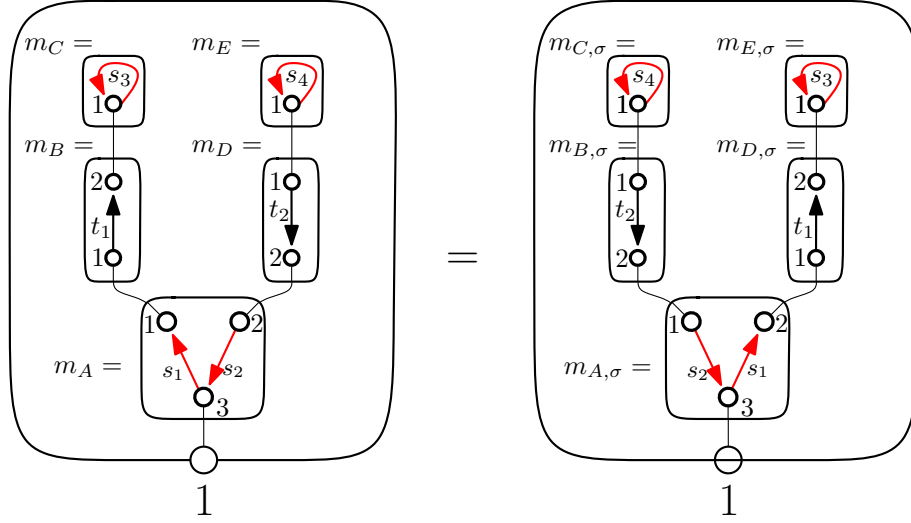 m_C = m_E = m_{C,σ} = m_{E,σ} =
s_3 s_4 s_4 s_3
1 1 1 1
m_B = m_D = m_{B,σ} = m_{D,σ} =
2 1 1 2
t_1 t_2 t_2 t_1
1 2 2 1
=
1 2 1 2
m_A = s_1 s_2 m_{A,σ} = s_2 s_1
3 3
1 1